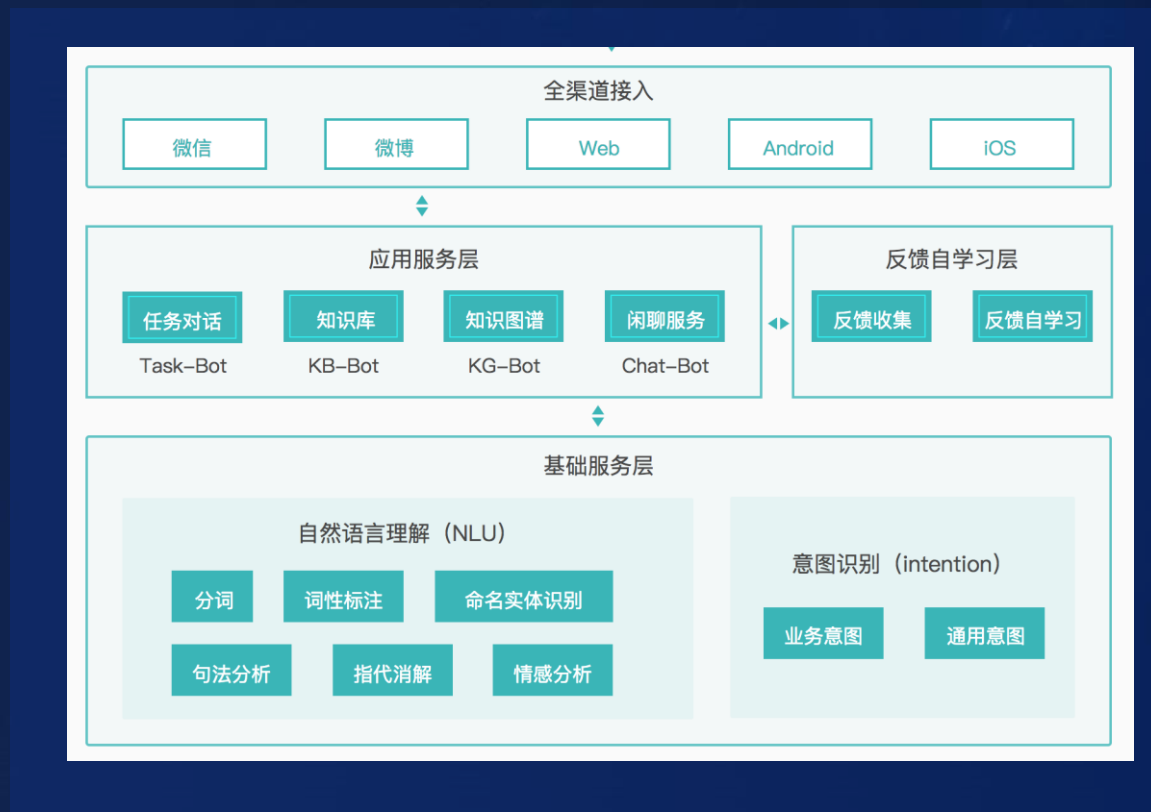 全渠道接入
微信 微博 Web Android iOS
应用服务层
任务对话 知识库 知识图谱 闲聊服务
Task-Bot KB-Bot KG-Bot Chat-Bot
反馈自学习层
反馈收集 反馈自学习
基础服务层
自然语言理解（NLU）
分词 词性标注 命名实体识别
句法分析 指代消解 情感分析
意图识别（intention）
业务意图 通用意图